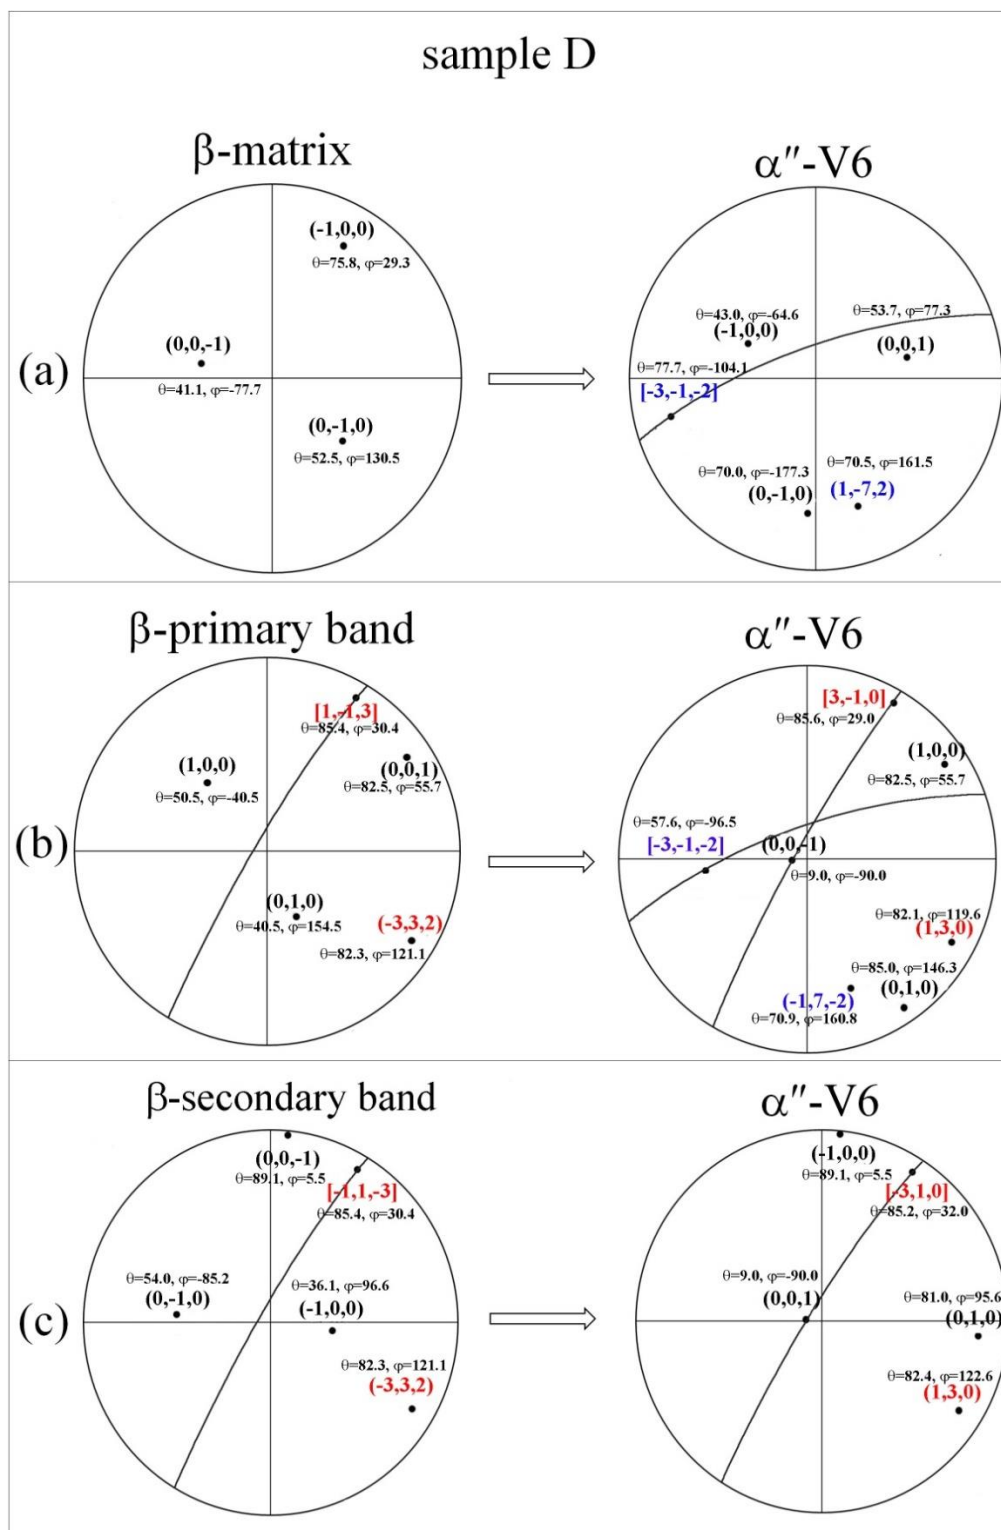 sample D
β-matrix
α″-V6
(a)
(-1,0,0)
θ=75.8, φ=29.3
(0,0,-1)
θ=41.1, φ=-77.7
(0,-1,0)
θ=52.5, φ=130.5
θ=43.0, φ=-64.6
(-1,0,0)
θ=53.7, φ=77.3
(0,0,1)
θ=77.7, φ=-104.1
[-3,-1,-2]
θ=70.0, φ=-177.3
(0,-1,0)
θ=70.5, φ=161.5
(1,-7,2)
β-primary band
α″-V6
(b)
[1,-1,3]
θ=85.4, φ=30.4
(1,0,0)
θ=50.5, φ=-40.5
(0,0,1)
θ=82.5, φ=55.7
(0,1,0)
θ=40.5, φ=154.5
(-3,3,2)
θ=82.3, φ=121.1
[3,-1,0]
θ=85.6, φ=29.0
(1,0,0)
θ=82.5, φ=55.7
θ=57.6, φ=-96.5
[-3,-1,-2]
(0,0,-1)
θ=9.0, φ=-90.0
θ=82.1, φ=119.6
(1,3,0)
θ=85.0, φ=146.3
(0,1,0)
(-1,7,-2)
θ=70.9, φ=160.8
β-secondary band
α″-V6
(c)
(0,0,-1)
θ=89.1, φ=5.5
[-1,1,-3]
θ=85.4, φ=30.4
θ=54.0, φ=-85.2
(0,-1,0)
θ=36.1, φ=96.6
(-1,0,0)
θ=82.3, φ=121.1
(-3,3,2)
(-1,0,0)
θ=89.1, φ=5.5
[-3,1,0]
θ=85.2, φ=32.0
θ=9.0, φ=-90.0
(0,0,1)
θ=81.0, φ=95.6
(0,1,0)
θ=82.4, φ=122.6
(1,3,0)